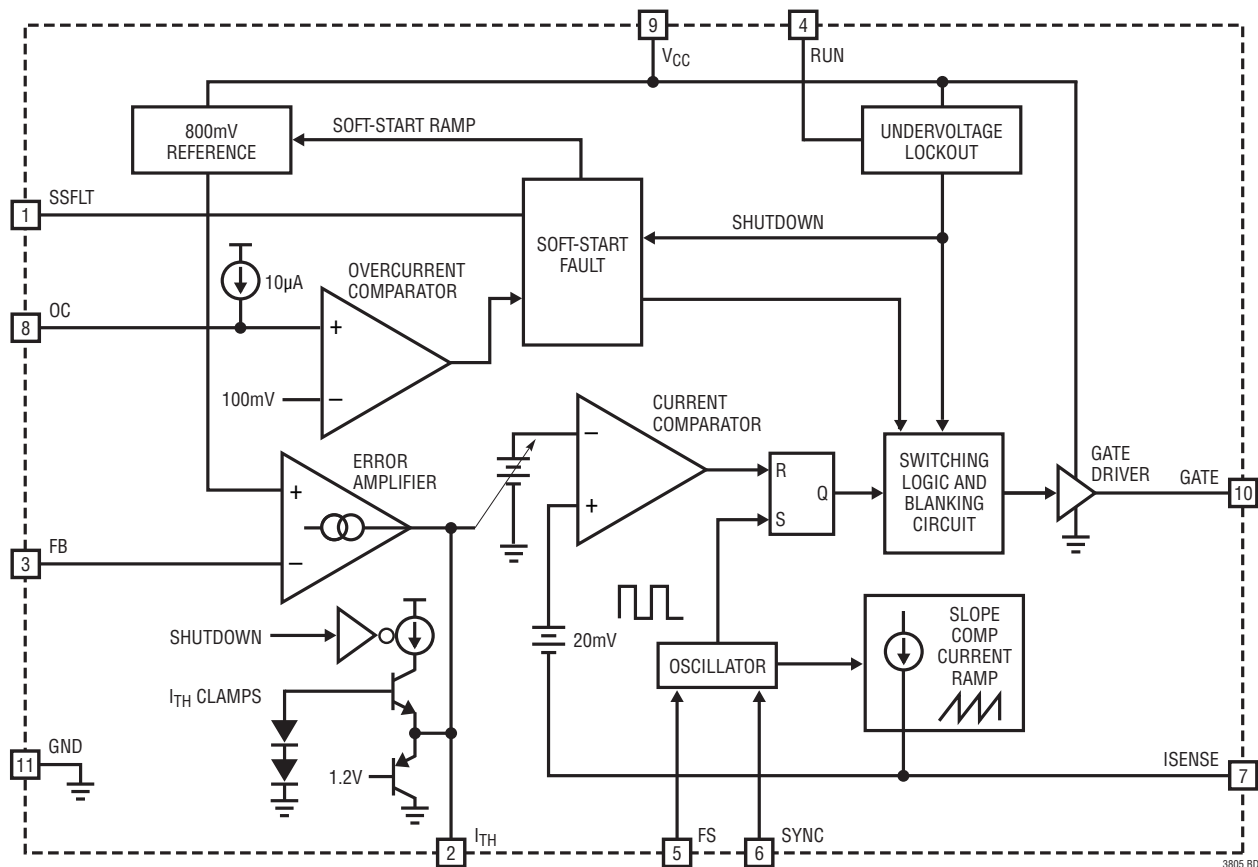 9
4
V_CC
RUN
800mV
REFERENCE
SOFT-START RAMP
UNDERVOLTAGE
LOCKOUT
1
SSFLT
SOFT-START
FAULT
SHUTDOWN
10µA
OVERCURRENT
COMPARATOR
8
OC
+
–
100mV
CURRENT
COMPARATOR
ERROR
AMPLIFIER
+
–
–
+
R
S
Q
SWITCHING
LOGIC AND
BLANKING
CIRCUIT
GATE
DRIVER
GATE
10
3
FB
SHUTDOWN
20mV
OSCILLATOR
SLOPE
COMP
CURRENT
RAMP
I_TH CLAMPS
1.2V
11
GND
ISENSE
7
2
I_TH
5
FS
6
SYNC
3805 BD